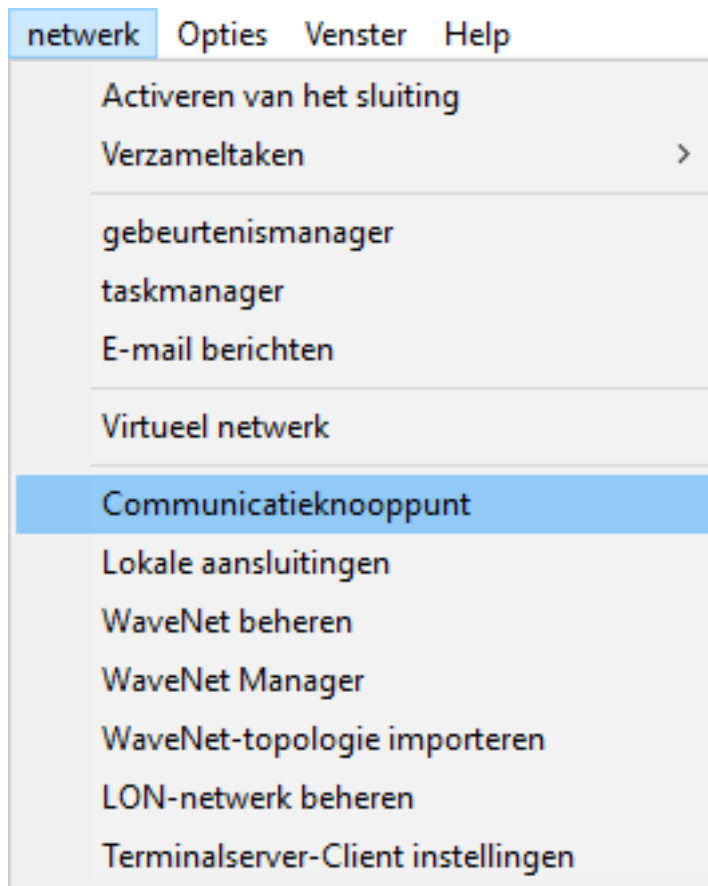 netwerk Opties Venster Help
Activeren van het sluiting
Verzameltaken
gebeurtenismanager
taskmanager
E-mail berichten
Virtueel netwerk
Communicatieknooppunt
Lokale aansluitingen
WaveNet beheren
WaveNet Manager
WaveNet-topologie importeren
LON-netwerk beheren
Terminalserver-Client instellingen